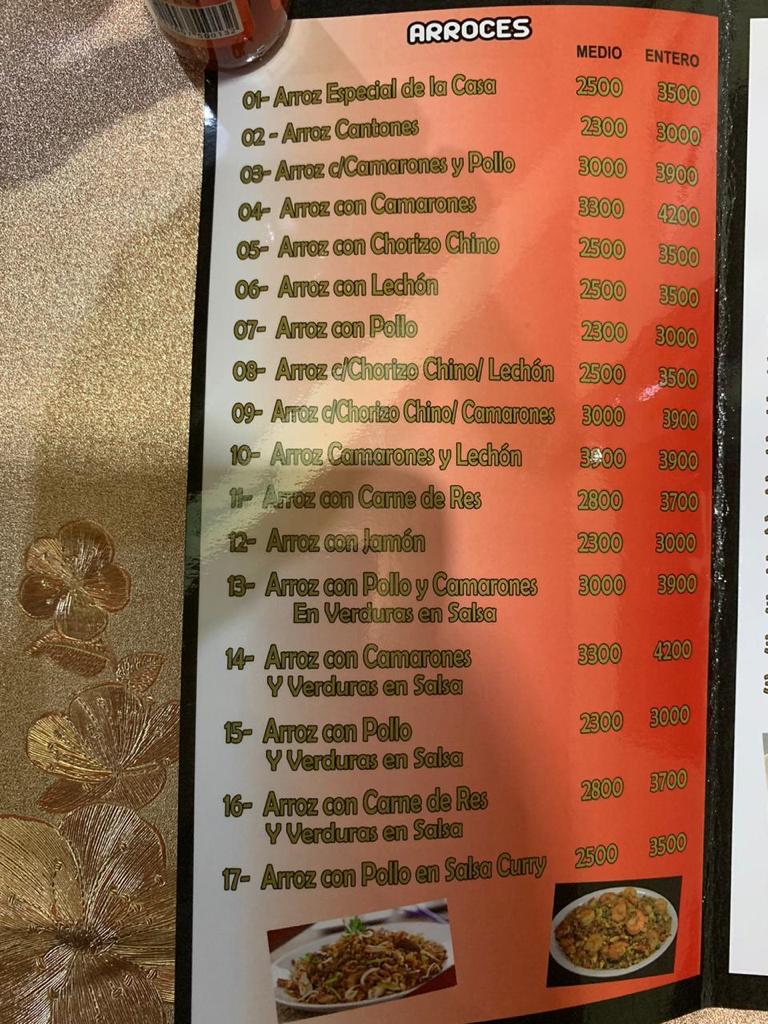 ARROCES
MEDIO ENTERO
01- Arroz Especial de la Casa 2500 3500
02 - Arroz Cantones 2300 3000
03- Arroz c/Camarones y Pollo 3000 3900
04- Arroz con Camarones 3300 4200
05- Arroz con Chorizo Chino 2500 3500
06- Arroz con Lechón 2500 3500
07- Arroz con Pollo 2300 3000
08- Arroz c/Chorizo Chino/ Lechón 2500 3500
09- Arroz c/Chorizo Chino/ Camarones 3000 3900
10- Arroz Camarones y Lechón 3900
11- Arroz con Carne de Res 2800 3700
12- Arroz con Jamón 2300 3000
13- Arroz con Pollo y Camarones 3000 3900
En Verduras en Salsa
14- Arroz con Camarones 3300 4200
Y Verduras en Salsa
15- Arroz con Pollo 2300 3000
Y Verduras en Salsa
16- Arroz con Carne de Res 2800 3700
Y Verduras en Salsa
17- Arroz con Pollo en Salsa Curry 2500 3500